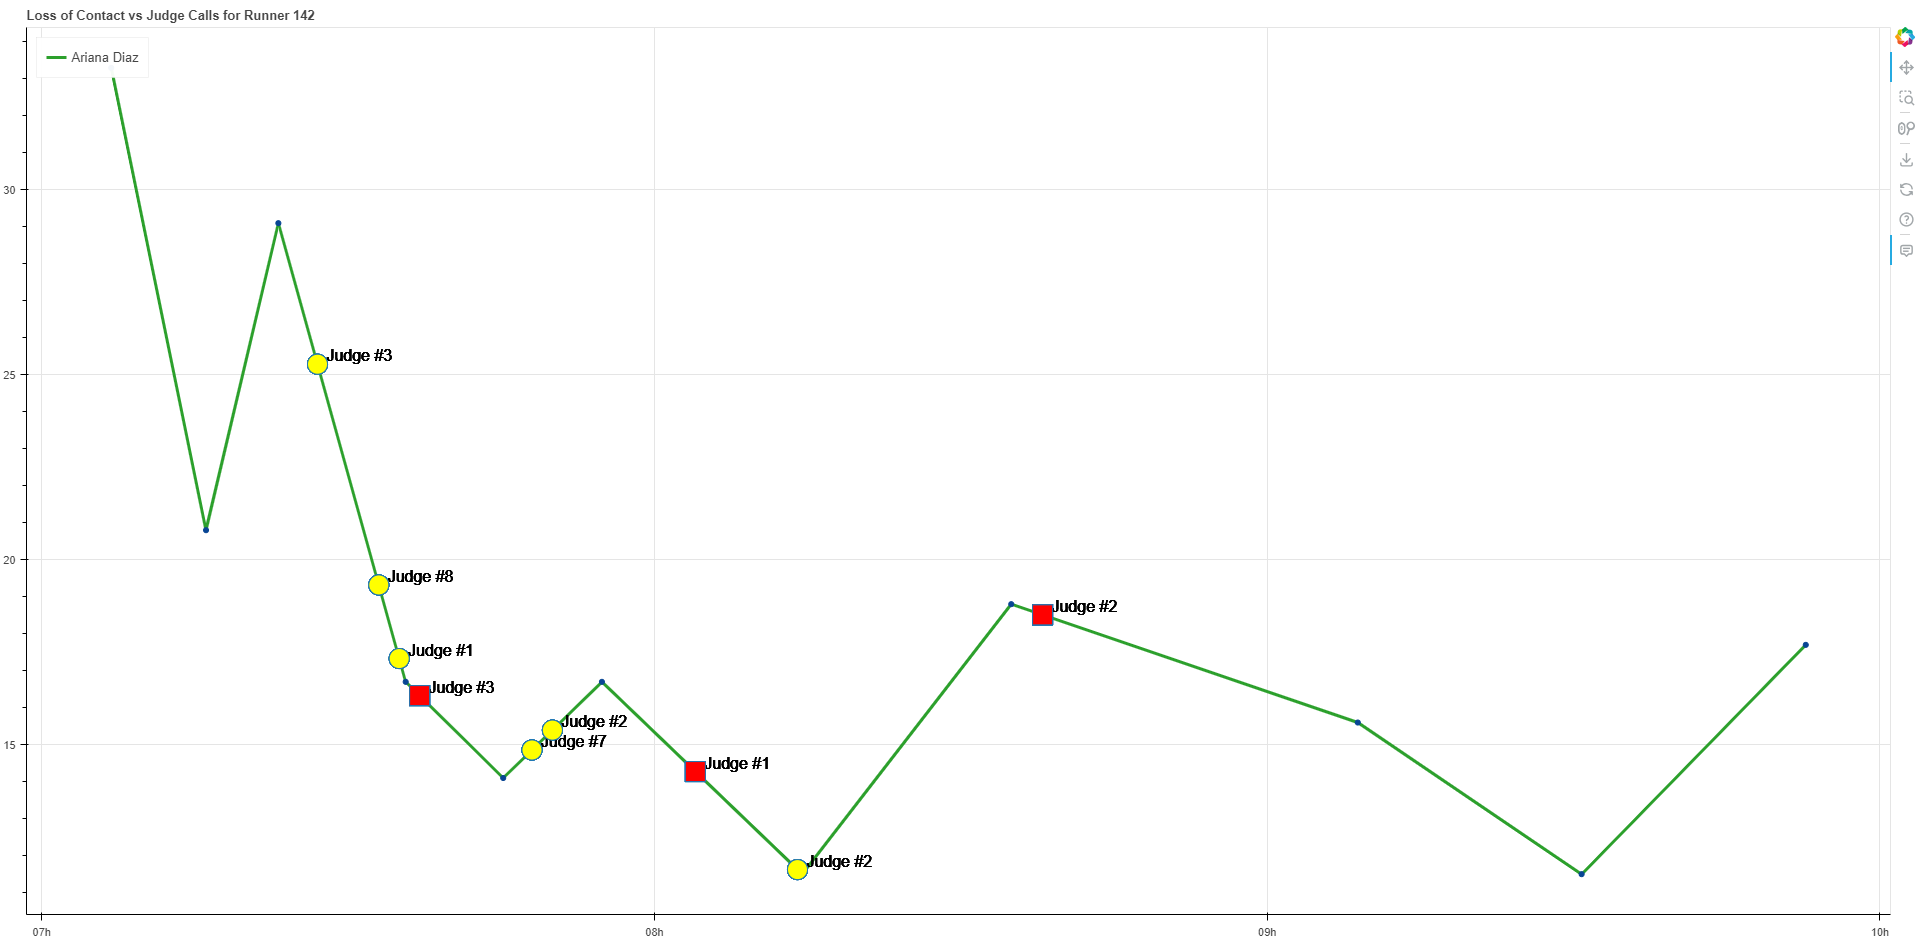 Loss of Contact vs Judge Calls for Runner 142
Ariana Diaz
30
25
20
15
Judge #3
Judge #8
Judge #1
Judge #3
Judge #2
Judge #7
Judge #1
Judge #2
Judge #2
07h
08h
09h
10h